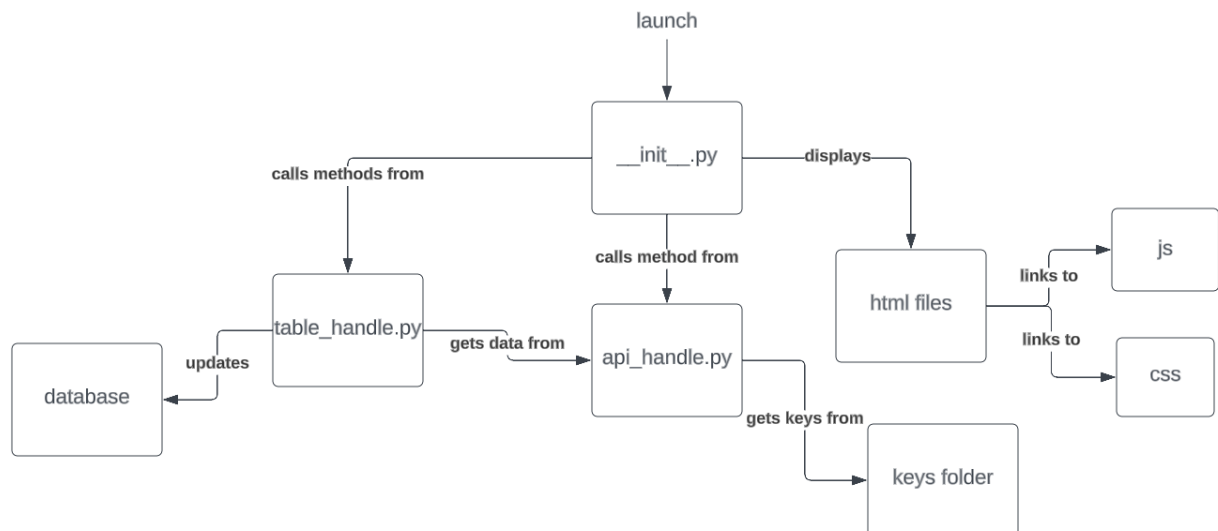 launch
__init__.py
displays
calls methods from
calls method from
js
links to
html files
table_handle.py
gets data from
api_handle.py
links to
updates
css
database
gets keys from
keys folder